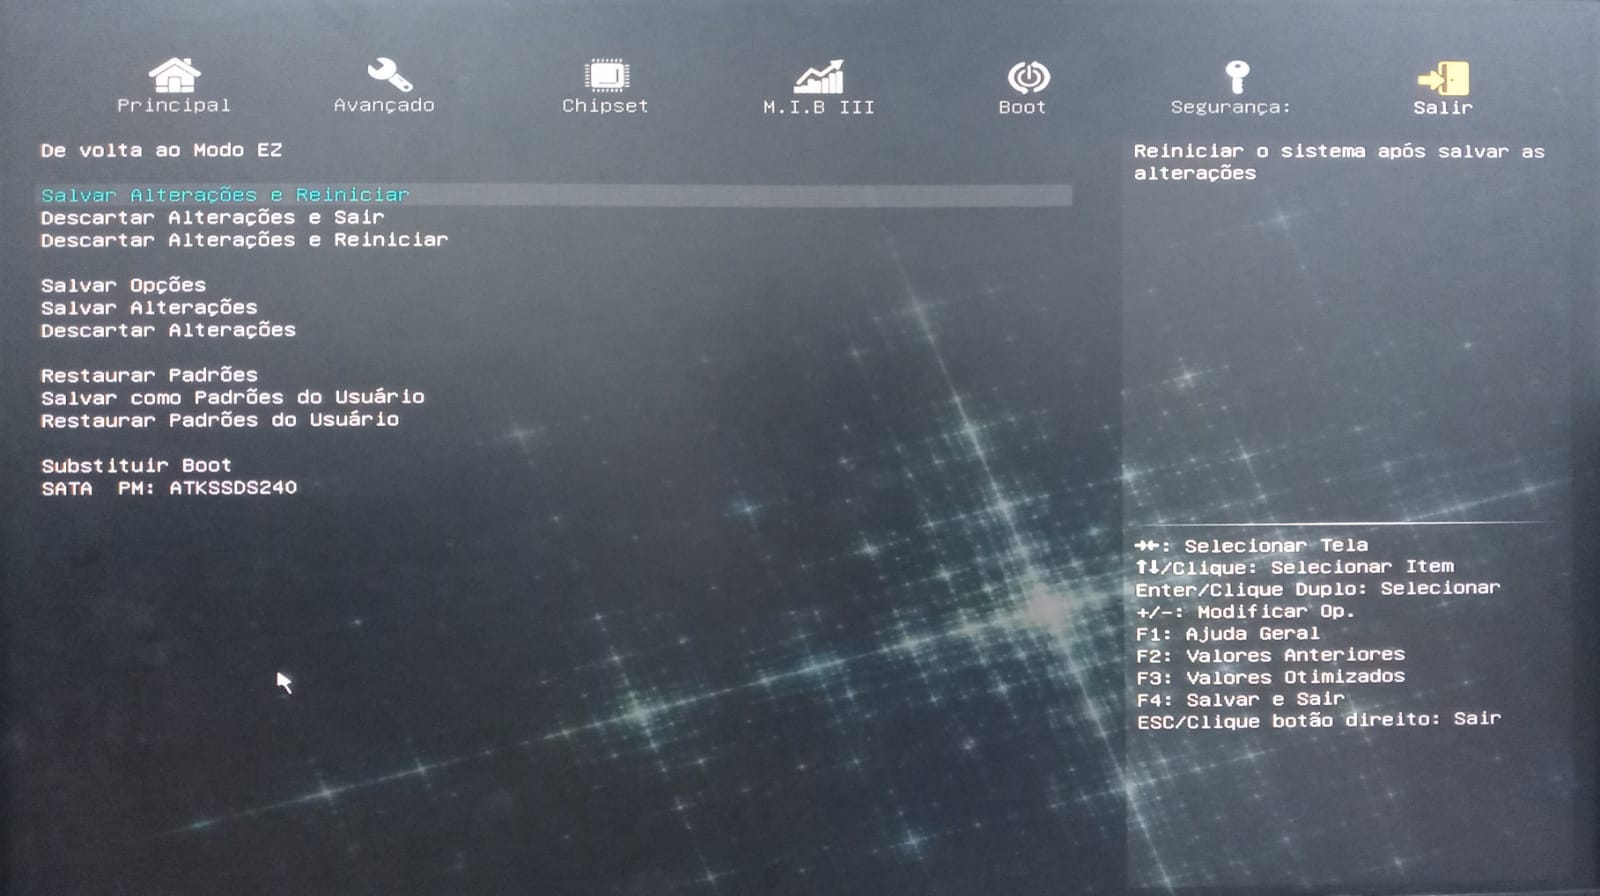 Principal
Avançado
Chipset
M.I.B III
Boot
Segurança:
Salir
De volta ao Modo EZ
Salvar Alterações e Reiniciar
Descartar Alterações e Sair
Descartar Alterações e Reiniciar
Salvar Opções
Salvar Alterações
Descartar Alterações
Restaurar Padrões
Salvar como Padrões do Usuário
Restaurar Padrões do Usuário
Substituir Boot
SATA  PM: ATKSSDS240
Reiniciar o sistema após salvar as
alterações
→←: Selecionar Tela
↑↓/Clique: Selecionar Item
Enter/Clique Duplo: Selecionar
+/-: Modificar Op.
F1: Ajuda Geral
F2: Valores Anteriores
F3: Valores Otimizados
F4: Salvar e Sair
ESC/Clique botão direito: Sair